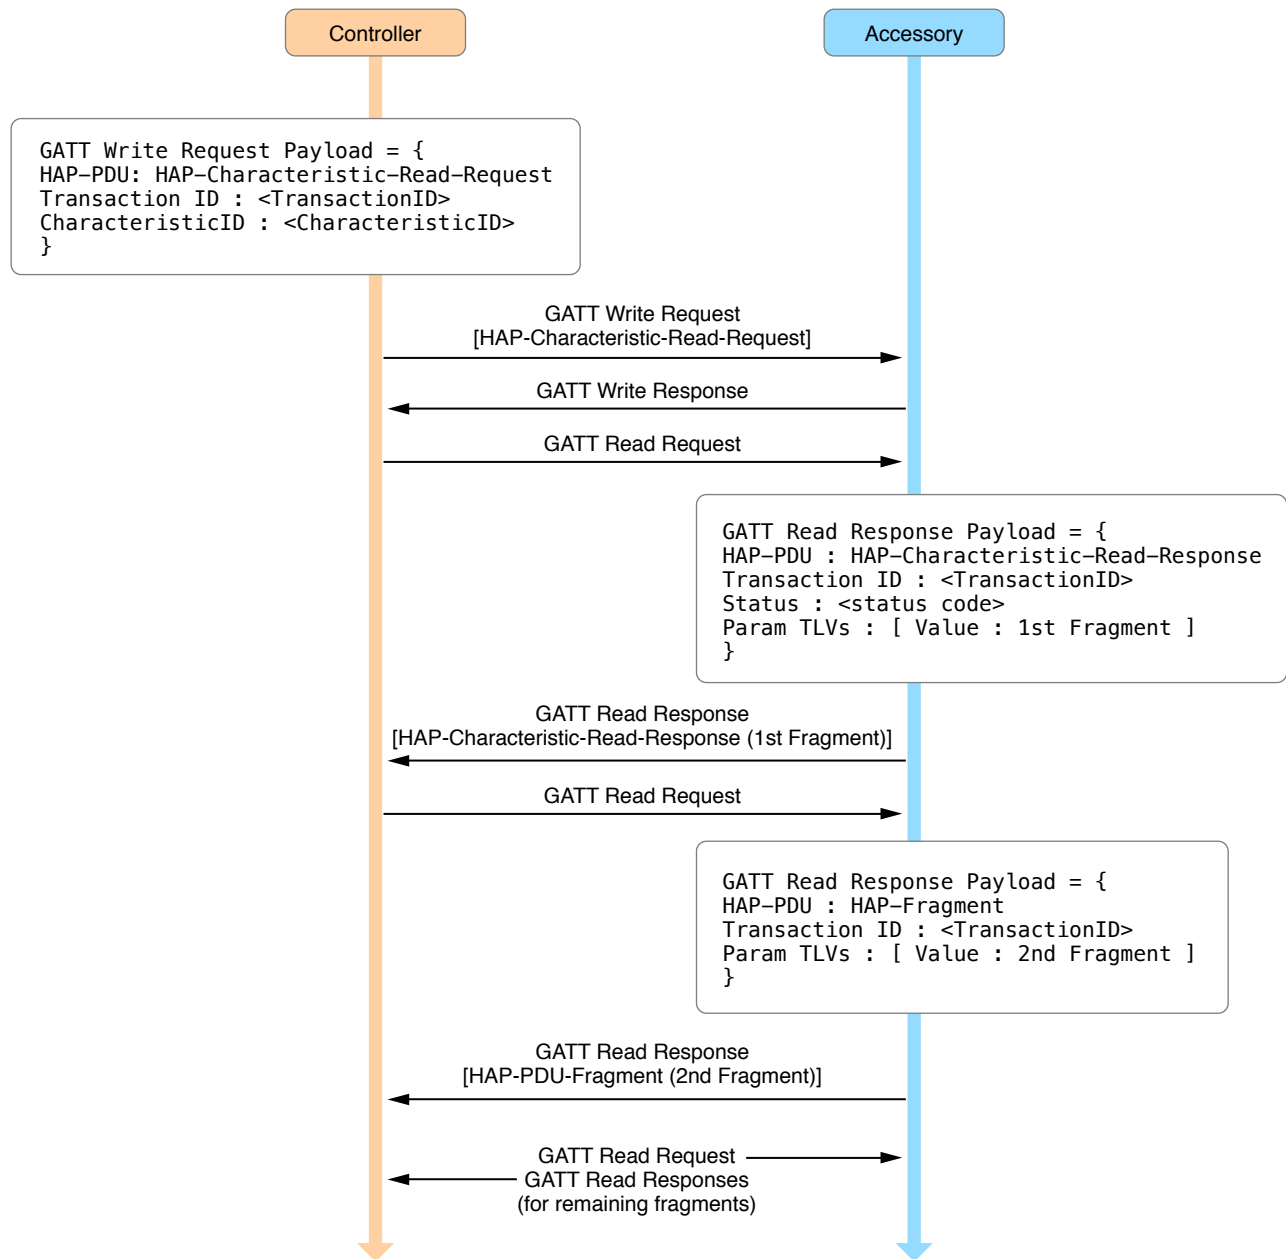 Controller
Accessory
GATT Write Request Payload = {
HAP-PDU: HAP-Characteristic-Read-Request
Transaction ID : <TransactionID>
CharacteristicID : <CharacteristicID>
}
GATT Write Request
[HAP-Characteristic-Read-Request]
GATT Write Response
GATT Read Request
GATT Read Response Payload = {
HAP-PDU : HAP-Characteristic-Read-Response
Transaction ID : <TransactionID>
Status : <status code>
Param TLVs : [ Value : 1st Fragment ]
}
GATT Read Response
[HAP-Characteristic-Read-Response (1st Fragment)]
GATT Read Request
GATT Read Response Payload = {
HAP-PDU : HAP-Fragment
Transaction ID : <TransactionID>
Param TLVs : [ Value : 2nd Fragment ]
}
GATT Read Response
[HAP-PDU-Fragment (2nd Fragment)]
GATT Read Request
GATT Read Responses
(for remaining fragments)